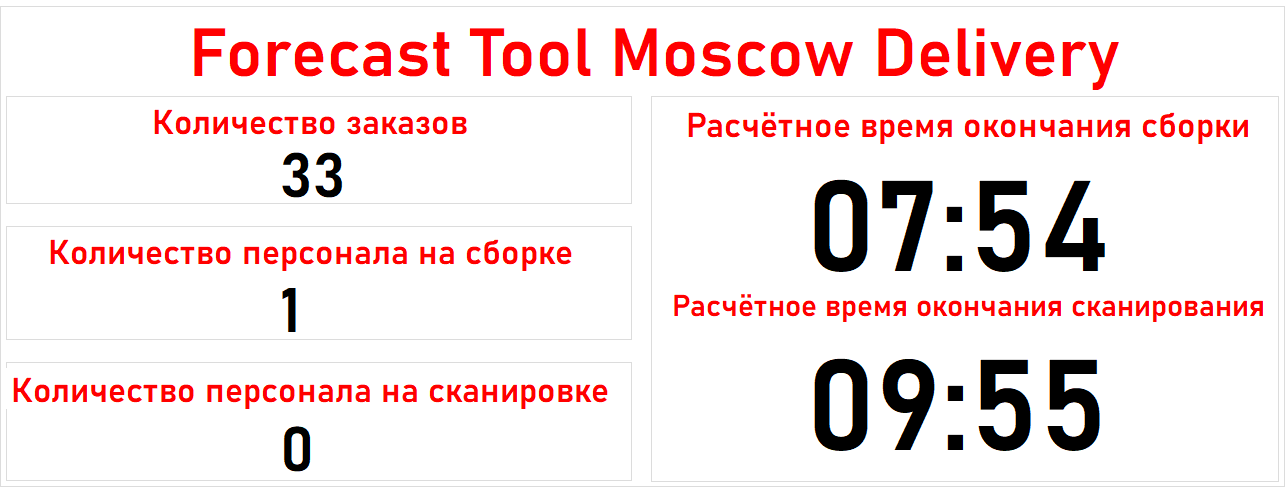 Forecast Tool Moscow Delivery
Количество заказов
33
Количество персонала на сборке
1
Количество персонала на сканировке
0
Расчётное время окончания сборки
07:54
Расчётное время окончания сканирования
09:55